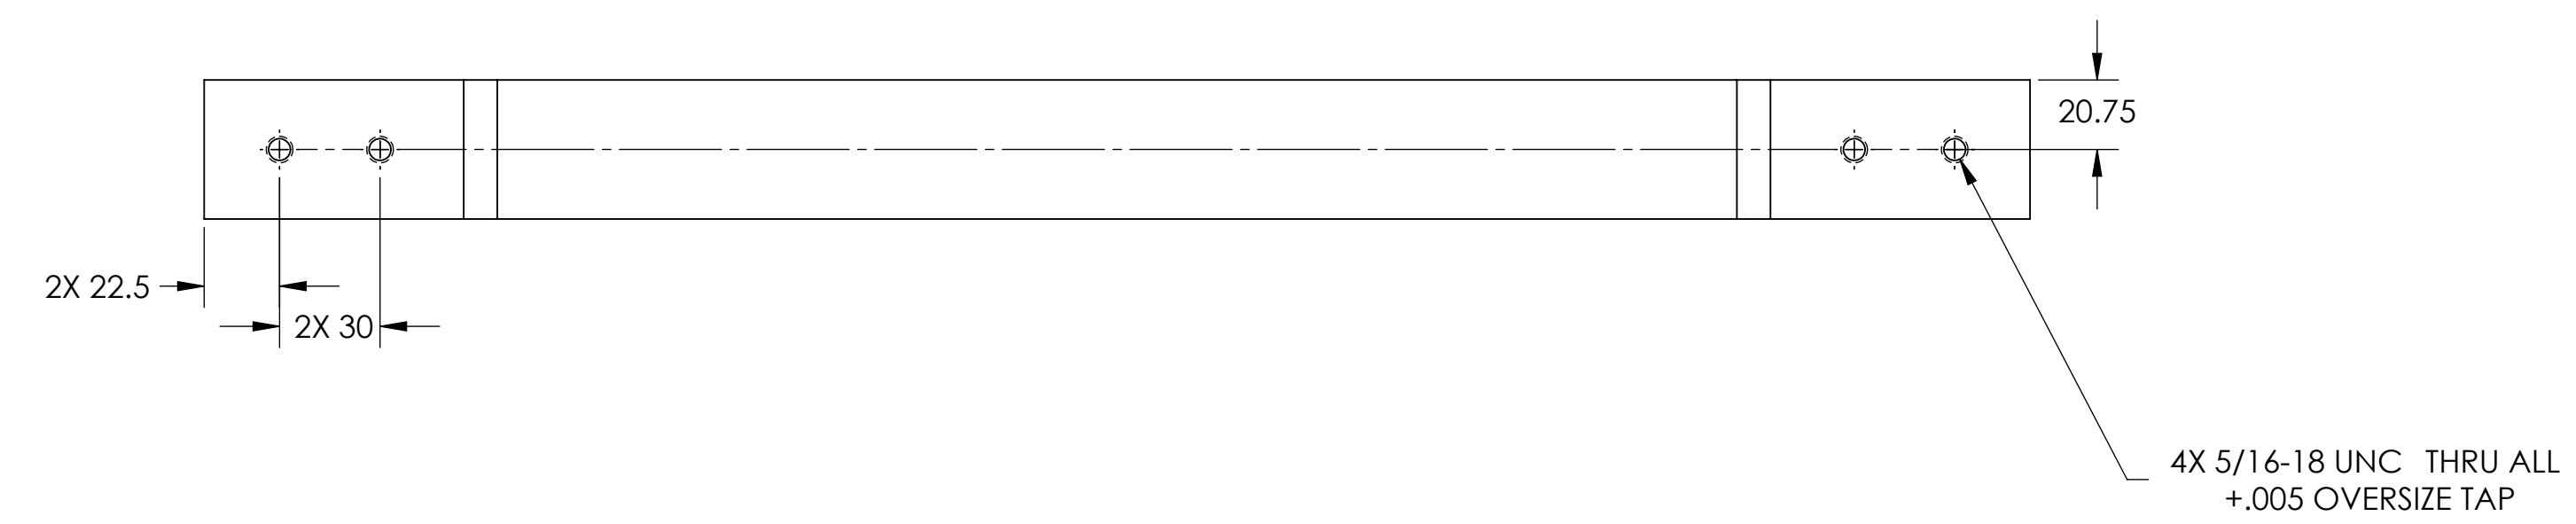 20.75
2X 22.5
2X 30
4X 5/16-18 UNC THRU ALL
+.005 OVERSIZE TAP